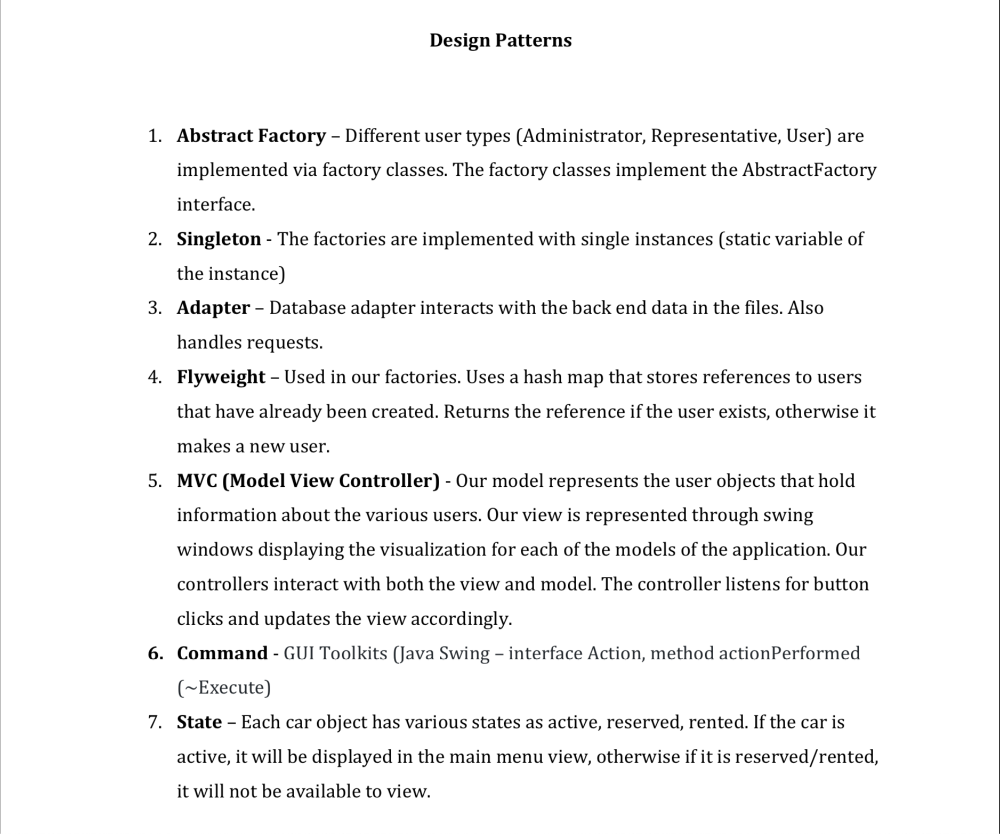 Design Patterns
1. Abstract Factory – Different user types (Administrator, Representative, User) are
implemented via factory classes. The factory classes implement the AbstractFactory
interface.
2. Singleton - The factories are implemented with single instances (static variable of
the instance)
3. Adapter – Database adapter interacts with the back end data in the files. Also
handles requests.
4. Flyweight – Used in our factories. Uses a hash map that stores references to users
that have already been created. Returns the reference if the user exists, otherwise it
makes a new user.
5. MVC (Model View Controller) - Our model represents the user objects that hold
information about the various users. Our view is represented through swing
windows displaying the visualization for each of the models of the application. Our
controllers interact with both the view and model. The controller listens for button
clicks and updates the view accordingly.
6. Command - GUI Toolkits (Java Swing – interface Action, method actionPerformed
(~Execute)
7. State – Each car object has various states as active, reserved, rented. If the car is
active, it will be displayed in the main menu view, otherwise if it is reserved/rented,
it will not be available to view.